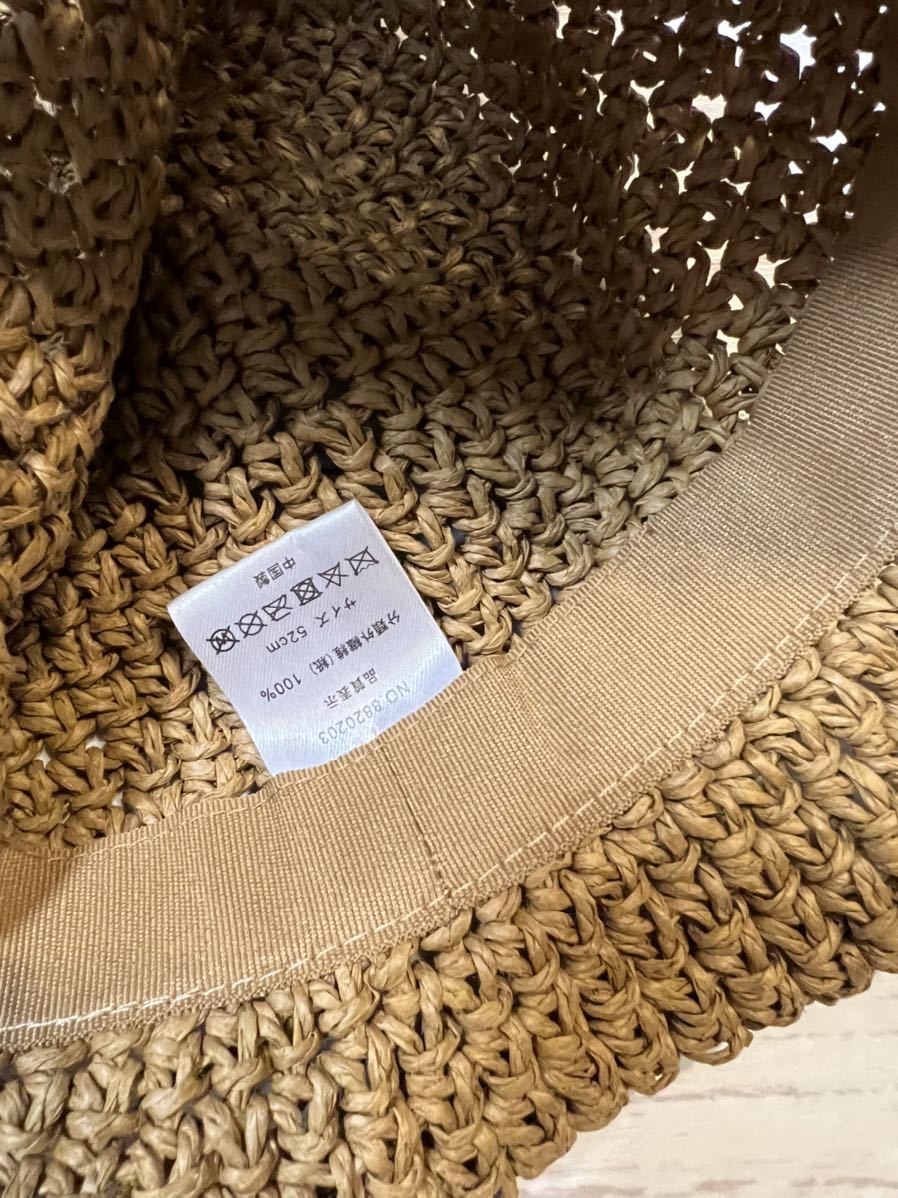 NO.8820203
品質表示
分類外繊維(紙) 100%
サイズ 52cm
中国製